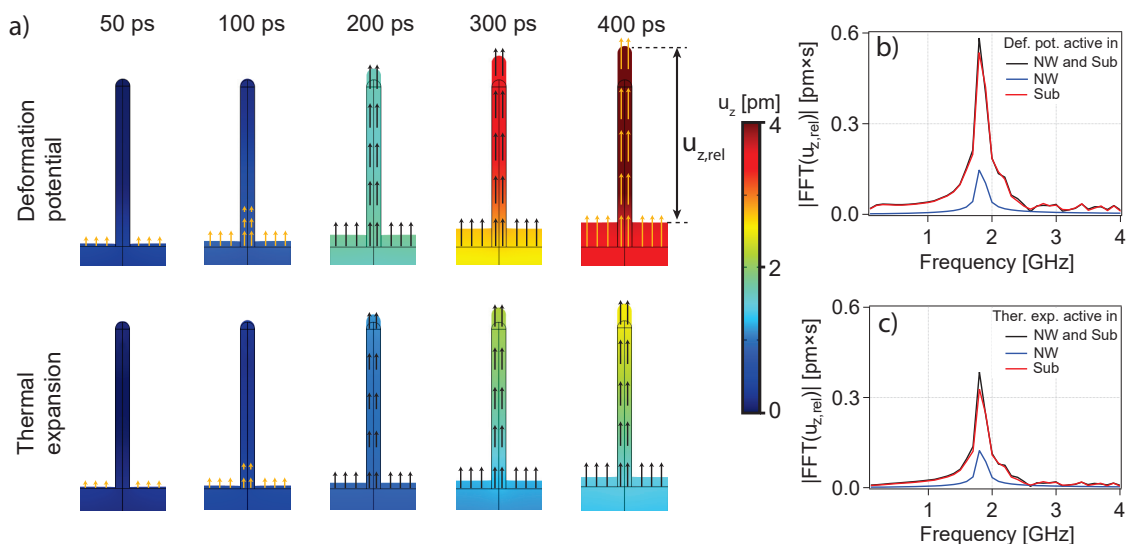 a)
50 ps
100 ps
200 ps
300 ps
400 ps
Deformation
potential
Thermal
expansion
u_z [pm]
4
2
0
u_z,rel
b)
|FFT(u_z,rel)| [pm×s]
0.6
0.3
0.0
Def. pot. active in
NW and Sub
NW
Sub
1
2
3
4
Frequency [GHz]
c)
|FFT(u_z,rel)| [pm×s]
0.6
0.3
0.0
Ther. exp. active in
NW and Sub
NW
Sub
1
2
3
4
Frequency [GHz]